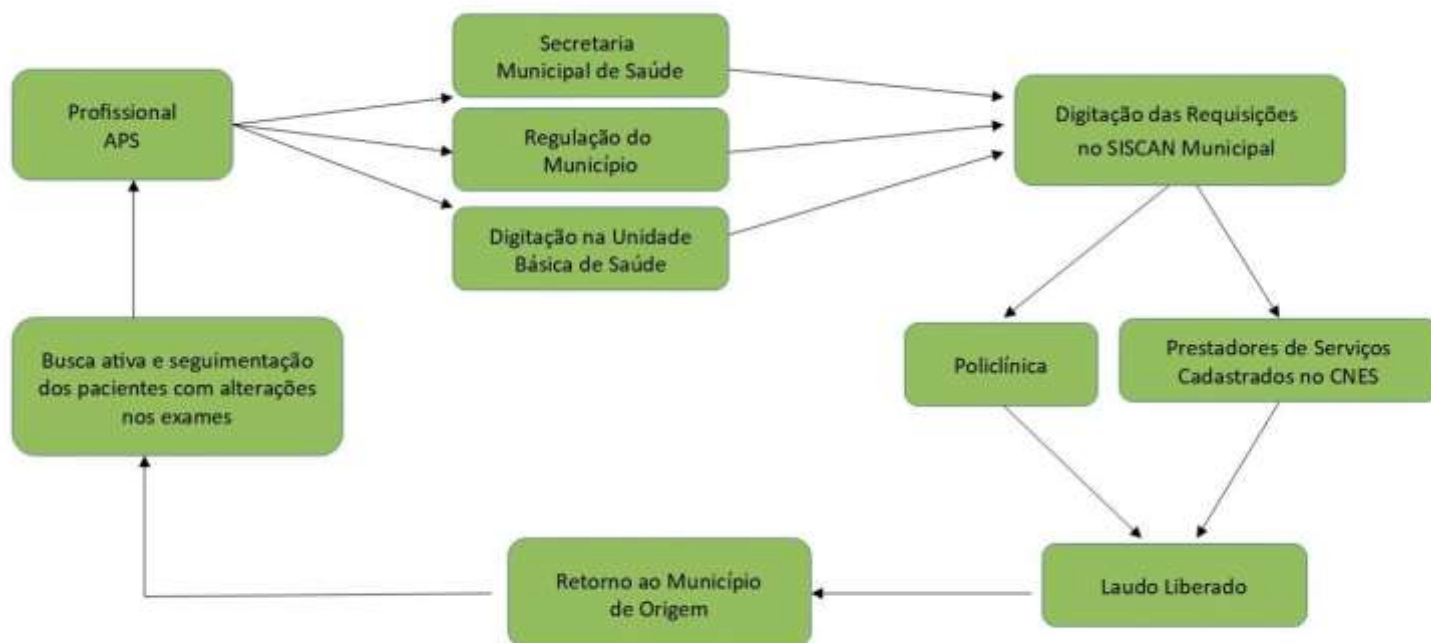 Profissional
APS
Secretaria
Municipal de Saúde
Regulação do
Município
Digitação na Unidade
Básica de Saúde
Digitação das Requisições
no SISCAN Municipal
Policlínica
Prestadores de Serviços
Cadastrados no CNES
Laudo Liberado
Retorno ao Município
de Origem
Busca ativa e seguimentação
dos pacientes com alterações
nos exames